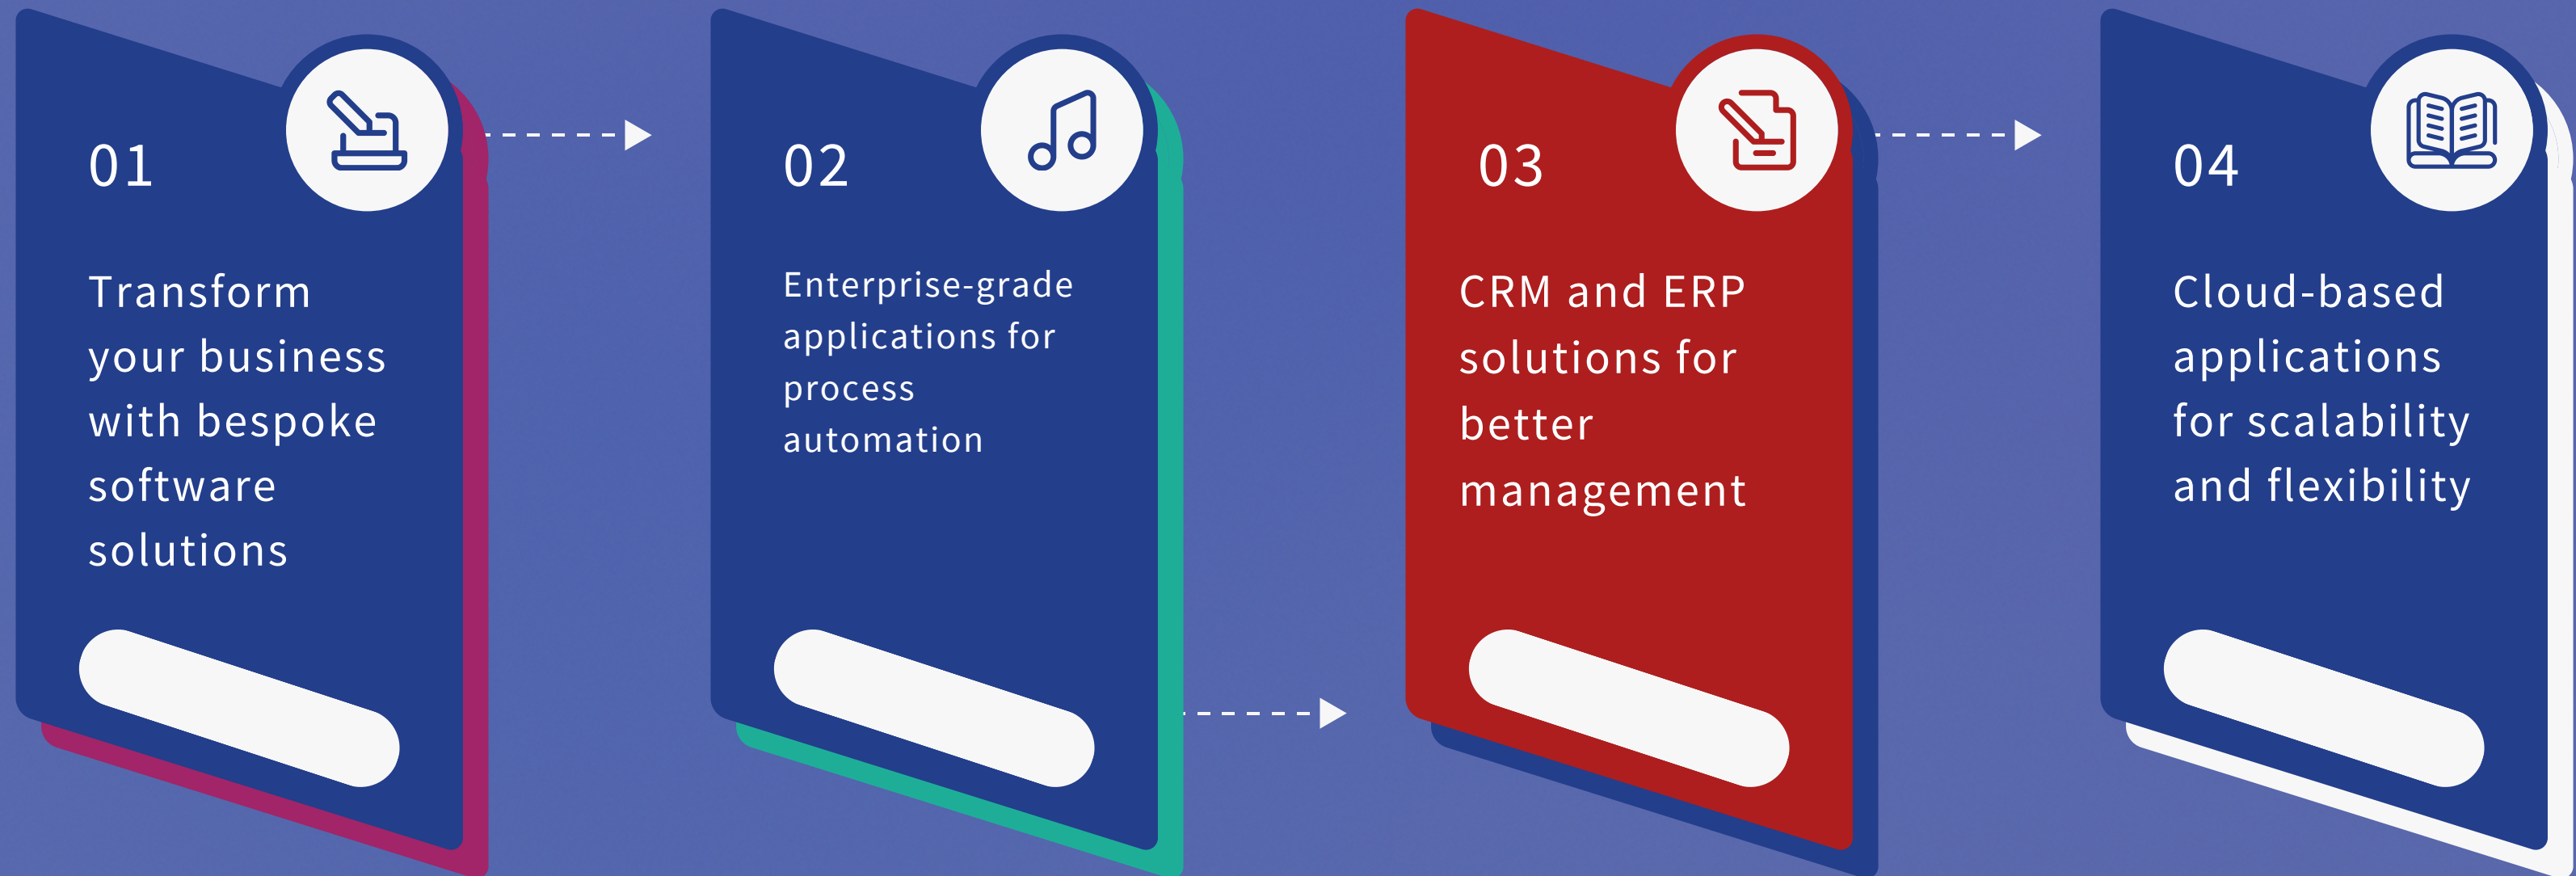 01
Transform
your business
with bespoke
software
solutions
02
Enterprise-grade
applications for
process
automation
03
CRM and ERP
solutions for
better
management
04
Cloud-based
applications
for scalability
and flexibility